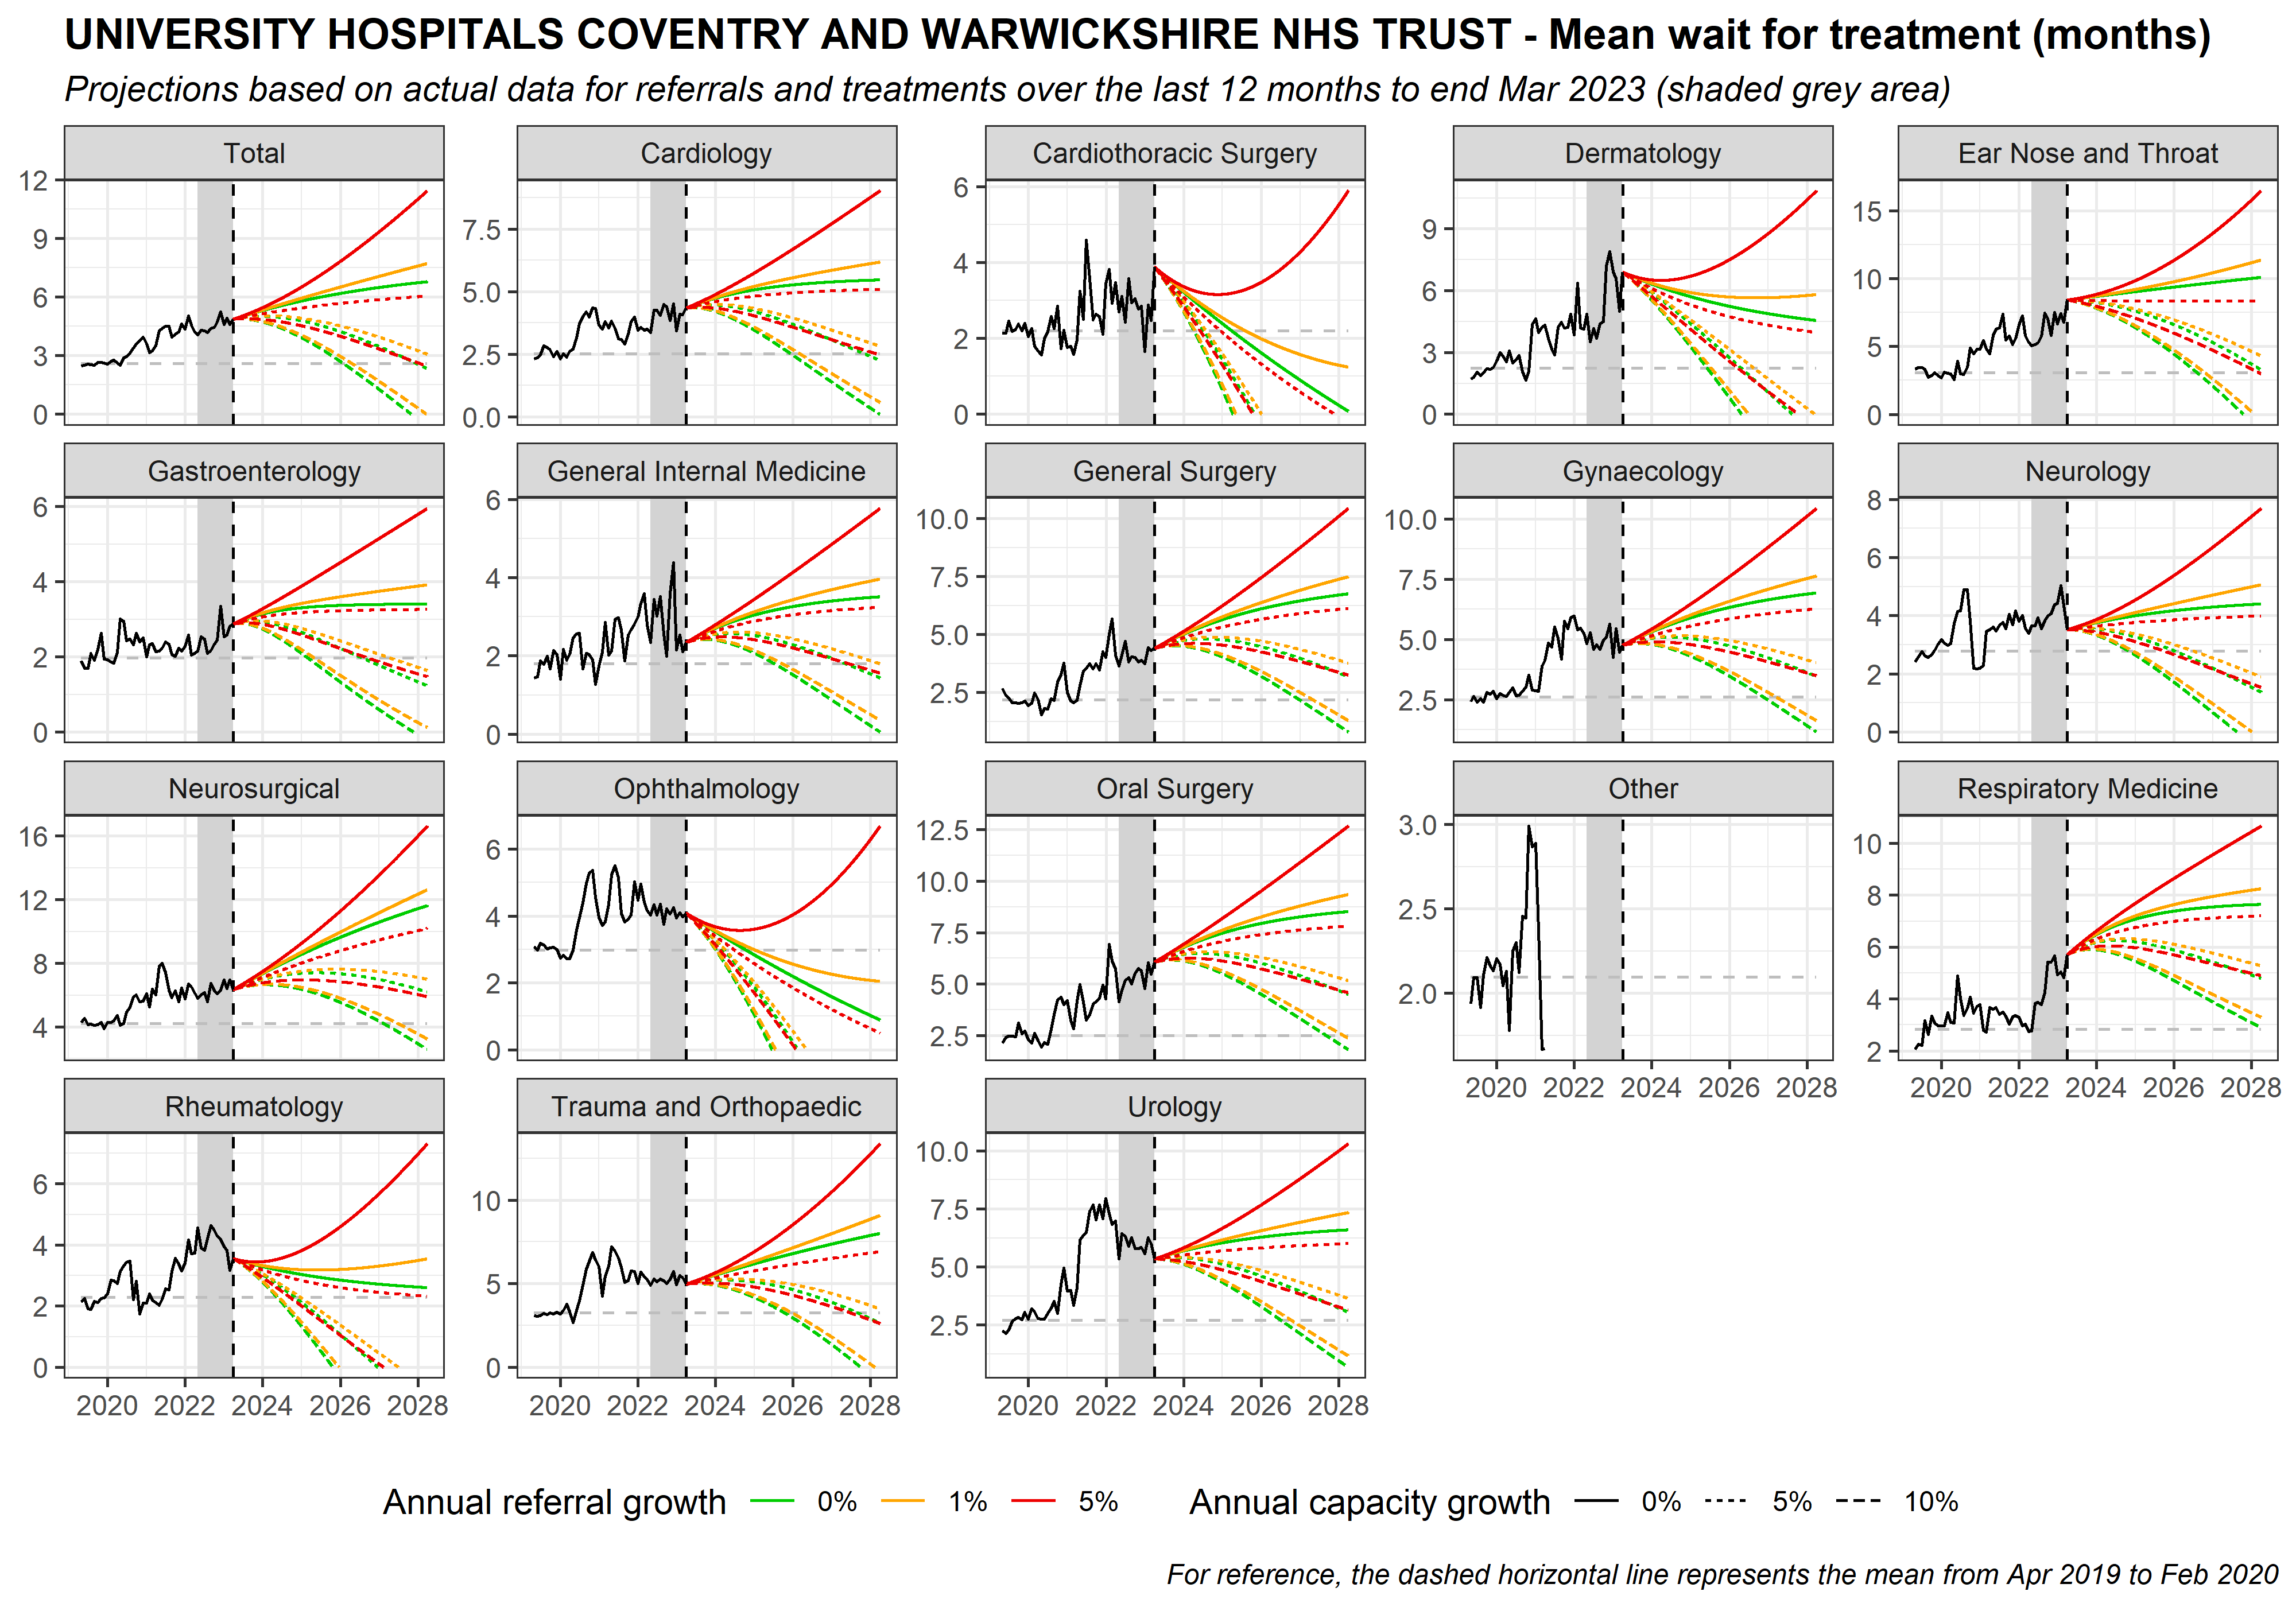 UNIVERSITY HOSPITALS COVENTRY AND WARWICKSHIRE NHS TRUST - Mean wait for treatment (months)
Projections based on actual data for referrals and treatments over the last 12 months to end Mar 2023 (shaded grey area)
Total
12
9
6
3
0
Cardiology
7.5
5.0
2.5
0.0
Cardiothoracic Surgery
6
4
2
0
Dermatology
9
6
3
0
Ear Nose and Throat
15
10
5
0
Gastroenterology
6
4
2
0
General Internal Medicine
6
4
2
0
General Surgery
10.0
7.5
5.0
2.5
Gynaecology
10.0
7.5
5.0
2.5
Neurology
8
6
4
2
0
Neurosurgical
16
12
8
4
Ophthalmology
6
4
2
0
Oral Surgery
12.5
10.0
7.5
5.0
2.5
Other
3.0
2.5
2.0
2020 2022 2024 2026 2028
Respiratory Medicine
10
8
6
4
2
2020 2022 2024 2026 2028
Rheumatology
6
4
2
0
2020 2022 2024 2026 2028
Trauma and Orthopaedic
10
5
0
2020 2022 2024 2026 2028
Urology
10.0
7.5
5.0
2.5
2020 2022 2024 2026 2028
Annual referral growth 0% 1% 5% Annual capacity growth 0% 5% 10%
For reference, the dashed horizontal line represents the mean from Apr 2019 to Feb 2020